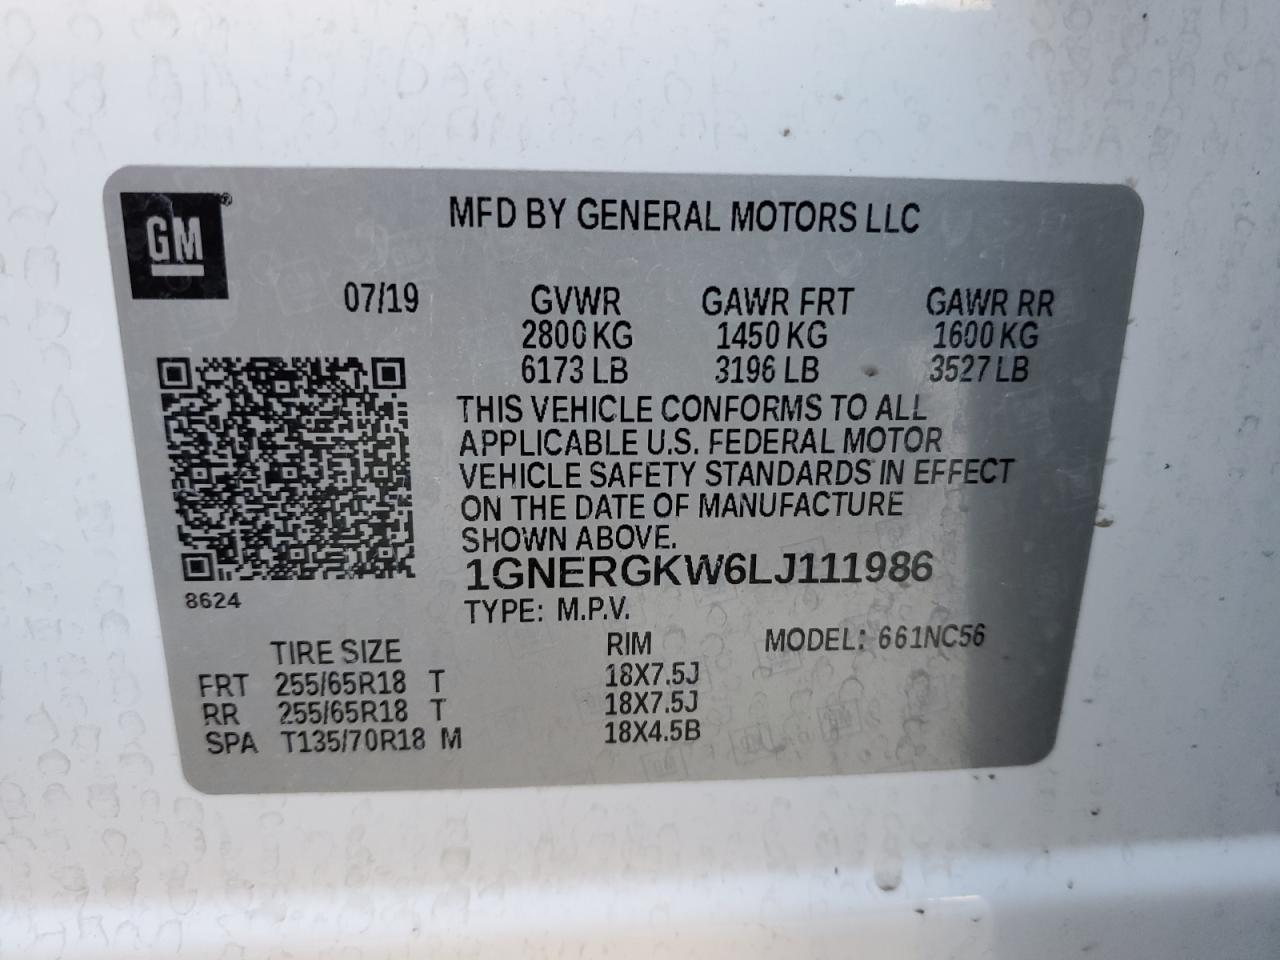 GM®
MFD BY GENERAL MOTORS LLC
07/19 GVWR GAWR FRT GAWR RR
2800 KG 1450 KG 1600 KG
6173 LB 3196 LB 3527 LB
THIS VEHICLE CONFORMS TO ALL
APPLICABLE U.S. FEDERAL MOTOR
VEHICLE SAFETY STANDARDS IN EFFECT
ON THE DATE OF MANUFACTURE
SHOWN ABOVE.
1GNERGKW6LJ111986
8624
TYPE: M.P.V.
TIRE SIZE RIM MODEL: 661NC56
FRT 255/65R18 T 18X7.5J
RR 255/65R18 T 18X7.5J
SPA T135/70R18 M 18X4.5B